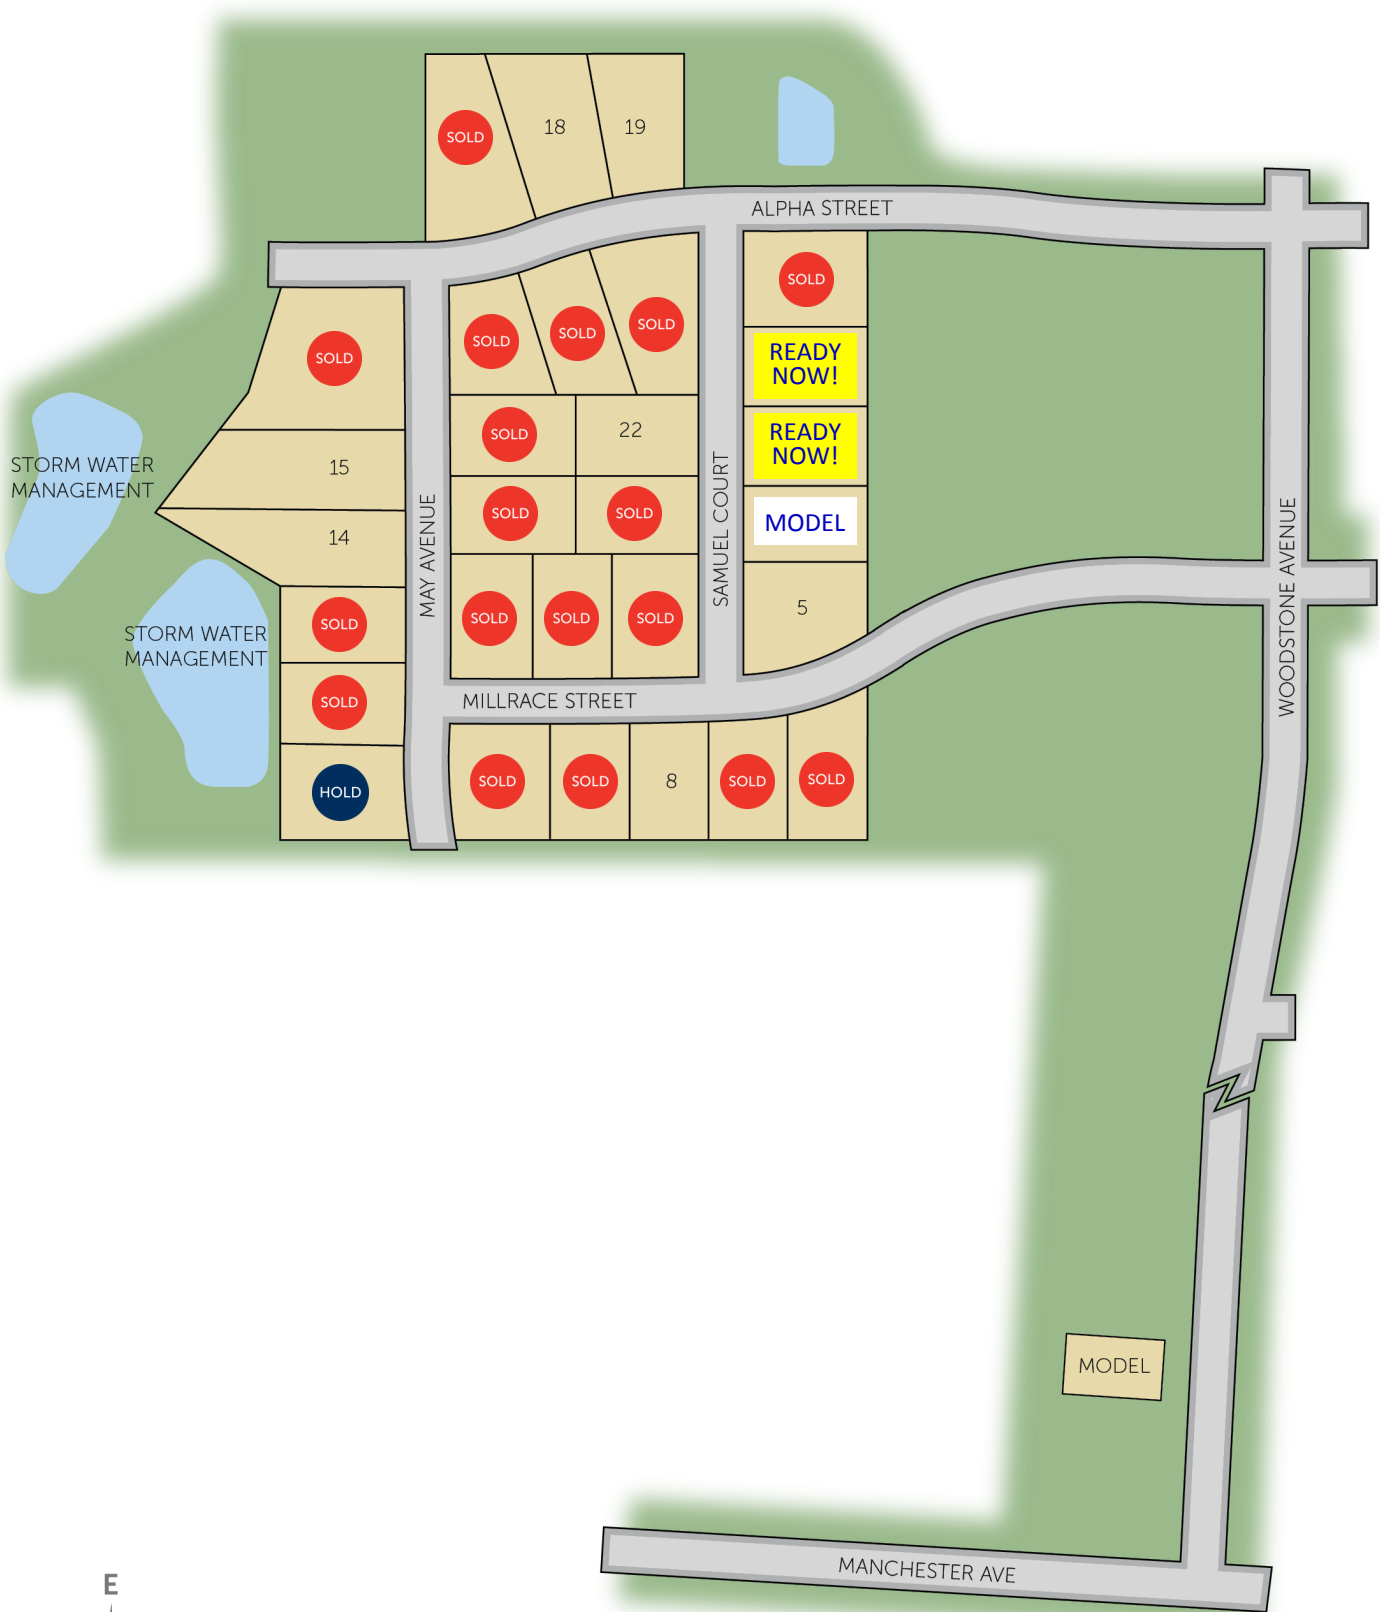 SOLD
18
19
ALPHA STREET
SOLD
SOLD
SOLD
SOLD
SOLD
READY
NOW!
SOLD
22
READY
NOW!
15
STORM WATER
MANAGEMENT
SOLD
SOLD
MODEL
14
MAY AVENUE
SAMUEL COURT
WOODSTONE AVENUE
SOLD
SOLD
SOLD
SOLD
5
STORM WATER
MANAGEMENT
SOLD
MILLRACE STREET
HOLD
SOLD
SOLD
8
SOLD
SOLD
MODEL
MANCHESTER AVE
E